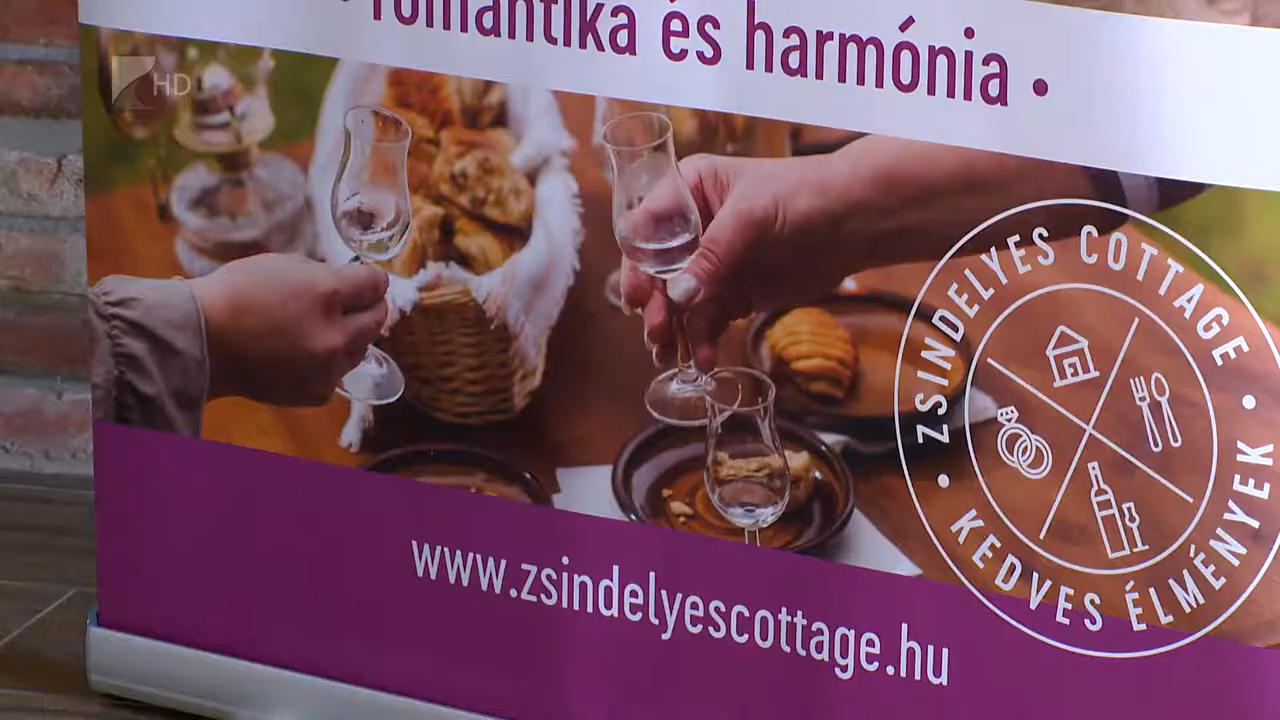 romantika és harmónia •
HD
ZSINDELYES COTTAGE
• KEDVES ÉLMÉNYEK •
www.zsindelyescottage.hu